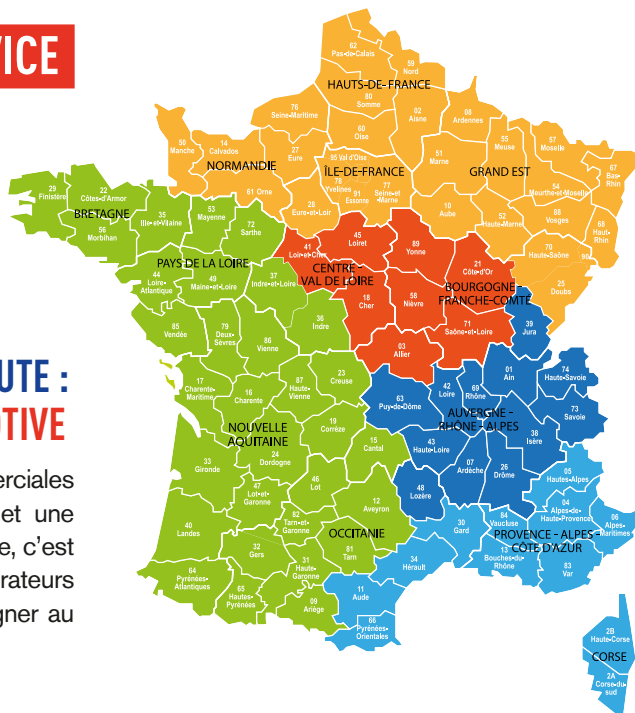 VICE
62
Pas-de-Calais
59
Nord
HAUTS-DE-FRANCE
80
Somme
76
Seine-Maritime
02
Aisne
08
Ardennes
60
Oise
50
Manche
14
Calvados
27
Eure
NORMANDIE
95 Val d'Oise
ÎLE-DE-FRANCE
78
Yvelines
91
Essonne
77
Seine-et-
Marne
51
Marne
55
Meuse
57
Moselle
GRAND EST
54
Meurthe-et-Moselle
67
Bas-
Rhin
61 Orne
28
Eure-et-Loir
10
Aube
52
Haute-Marne
88
Vosges
68
Haut-
Rhin
70
Haute-Saône
90
25
Doubs
29
Finistère
22
Côtes-d'Armor
BRETAGNE
56
Morbihan
35
Ille-et-Vilaine
53
Mayenne
72
Sarthe
PAYS DE LA LOIRE
44
Loire-
Atlantique
49
Maine-et-Loire
37
Indre-et-Loire
41
Loir-et-Cher
45
Loiret
CENTRE -
VAL DE LOIRE
89
Yonne
21
Côte-d'Or
BOURGOGNE-
FRANCHE-COMTÉ
18
Cher
58
Nièvre
71
Saône-et-Loire
39
Jura
36
Indre
03
Allier
85
Vendée
79
Deux-
Sèvres
86
Vienne
UTE :
OTIVE
17
Charente-
Maritime
16
Charente
87
Haute-
Vienne
23
Creuse
63
Puy-de-Dôme
42
Loire
69
Rhône
01
Ain
74
Haute-Savoie
73
Savoie
AUVERGNE -
RHÔNE - ALPES
38
Isère
NOUVELLE
AQUITAINE
19
Corrèze
15
Cantal
43
Haute-Loire
07
Ardèche
26
Drôme
05
Hautes-Alpes
33
Gironde
24
Dordogne
46
Lot
47
Lot-et-
Garonne
12
Aveyron
48
Lozère
40
Landes
82
Tarn-et-
Garonne
OCCITANIE
32
Gers
81
Tarn
30
Gard
84
Vaucluse
04
Alpes-de-
Haute-Provence
06
Alpes-
Maritimes
PROVENCE - ALPES -
CÔTE D'AZUR
13
Bouches-du-
Rhône
83
Var
34
Hérault
64
Pyrénées-
Atlantiques
65
Hautes-
Pyrénées
31
Haute-
Garonne
09
Ariège
11
Aude
66
Pyrénées-
Orientales
2B
Haute-Corse
CORSE
2A
Corse-du-
sud
erciales
et une
e, c'est
rateurs
gner au